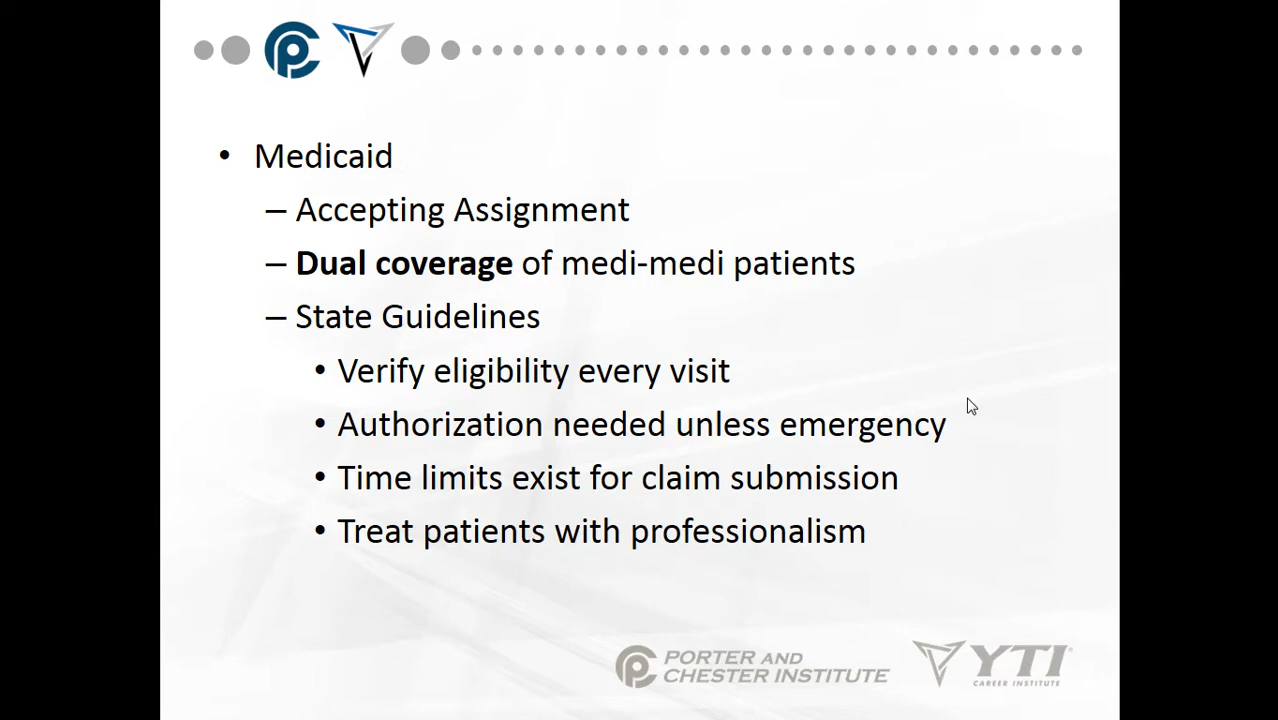 • Medicaid
– Accepting Assignment
– Dual coverage of medi-medi patients
– State Guidelines
• Verify eligibility every visit
• Authorization needed unless emergency
• Time limits exist for claim submission
• Treat patients with professionalism
PORTER AND
CHESTER INSTITUTE
YTI®
CAREER INSTITUTE